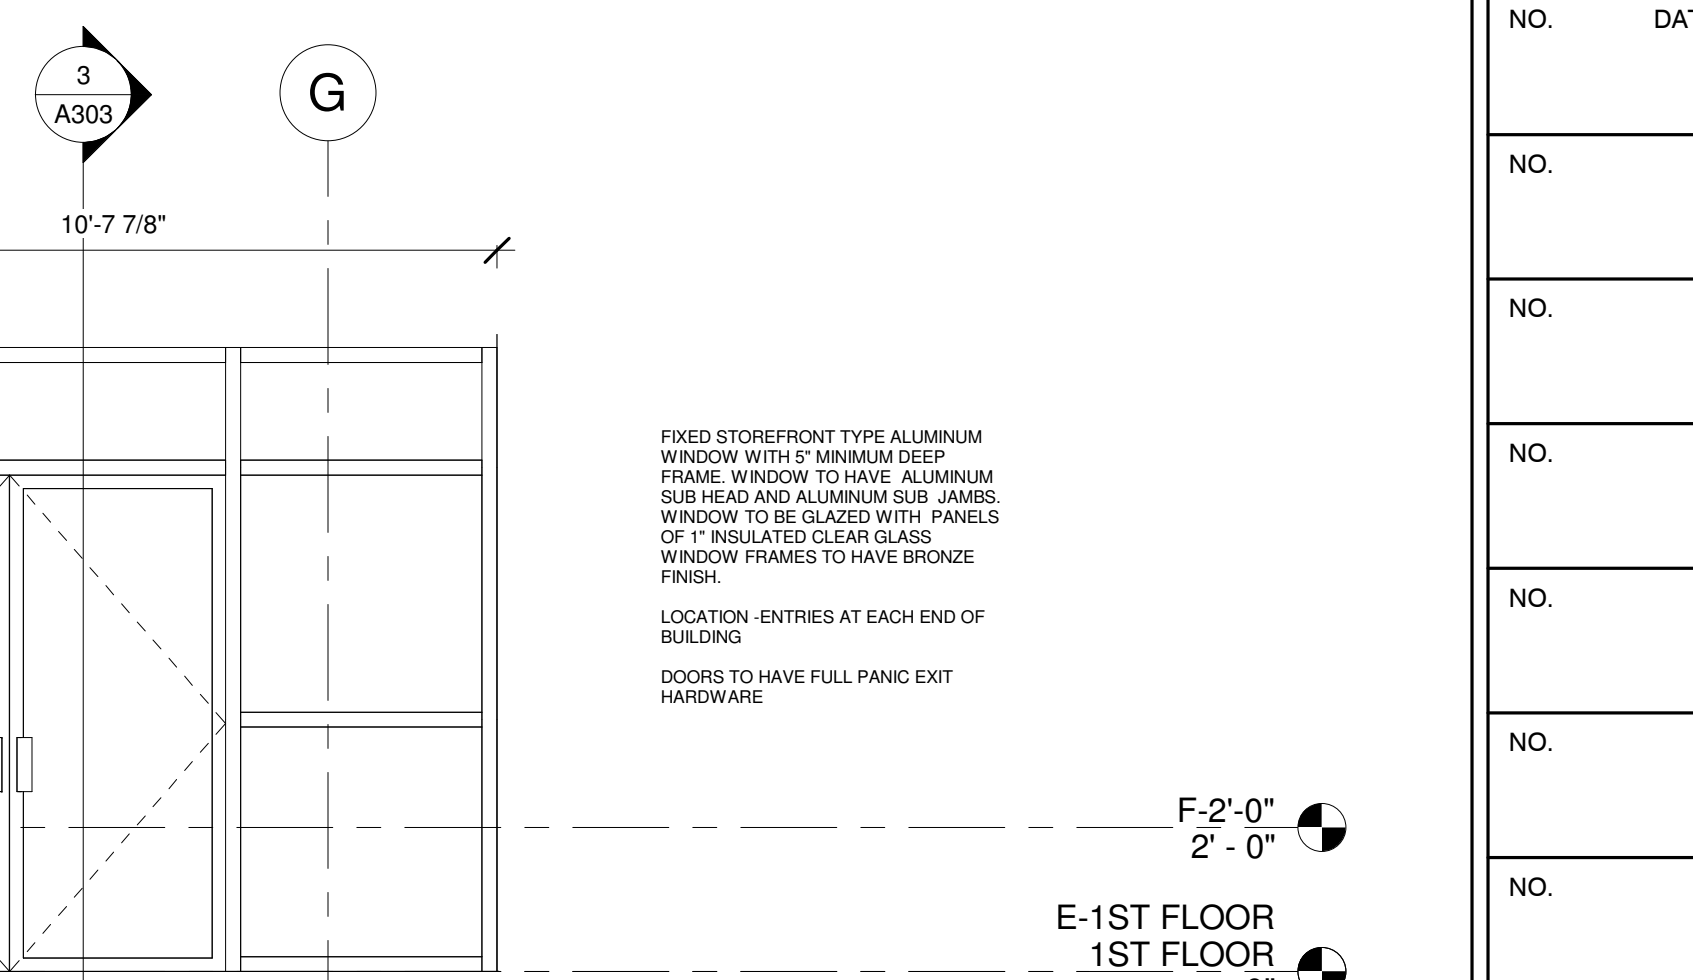 3
A303
G
10'-7 7/8"
FIXED STOREFRONT TYPE ALUMINUM
WINDOW WITH 5" MINIMUM DEEP
FRAME. WINDOW TO HAVE ALUMINUM
SUB HEAD AND ALUMINUM SUB JAMBS.
WINDOW TO BE GLAZED WITH PANELS
OF 1" INSULATED CLEAR GLASS
WINDOW FRAMES TO HAVE BRONZE
FINISH.
LOCATION -ENTRIES AT EACH END OF
BUILDING
DOORS TO HAVE FULL PANIC EXIT
HARDWARE
F-2'-0"
2' - 0"
E-1ST FLOOR
1ST FLOOR
NO.
NO.
NO.
NO.
NO.
NO.
NO.